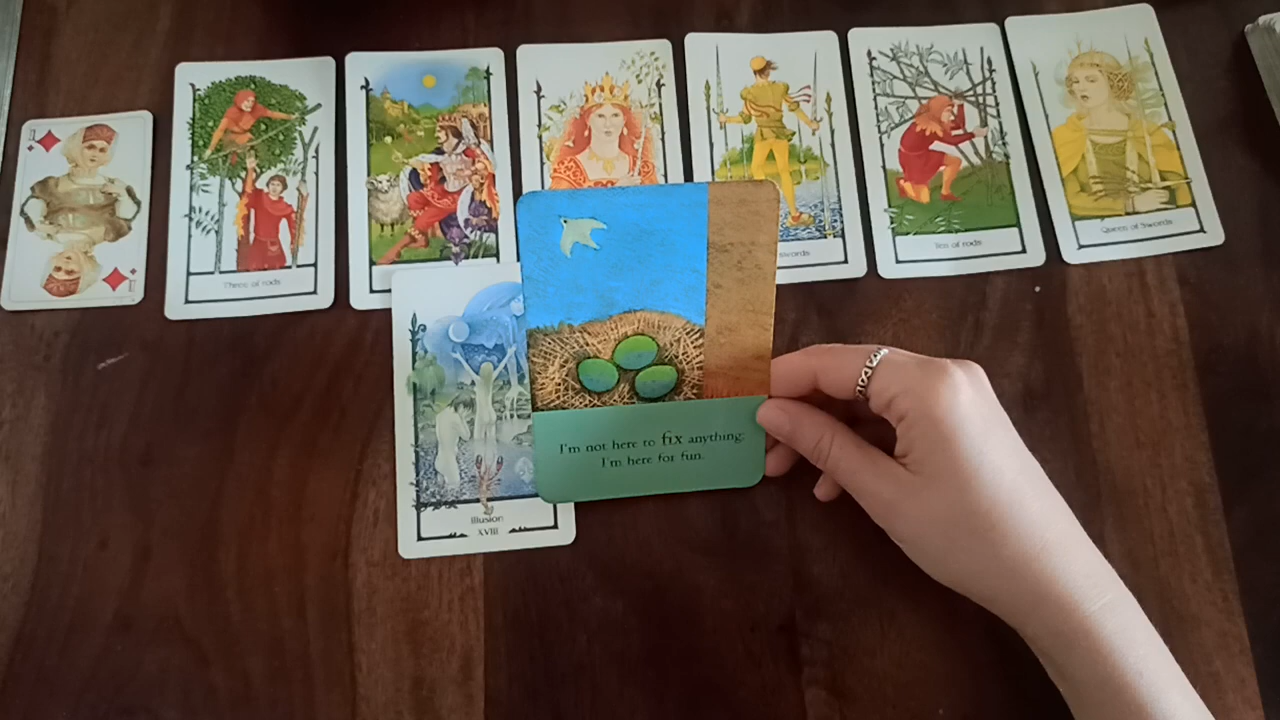 Three of rods
swords
Ten of rods
Queen of Swords
I'm not here to fix anything;
I'm here for fun.
illusion
XVIII